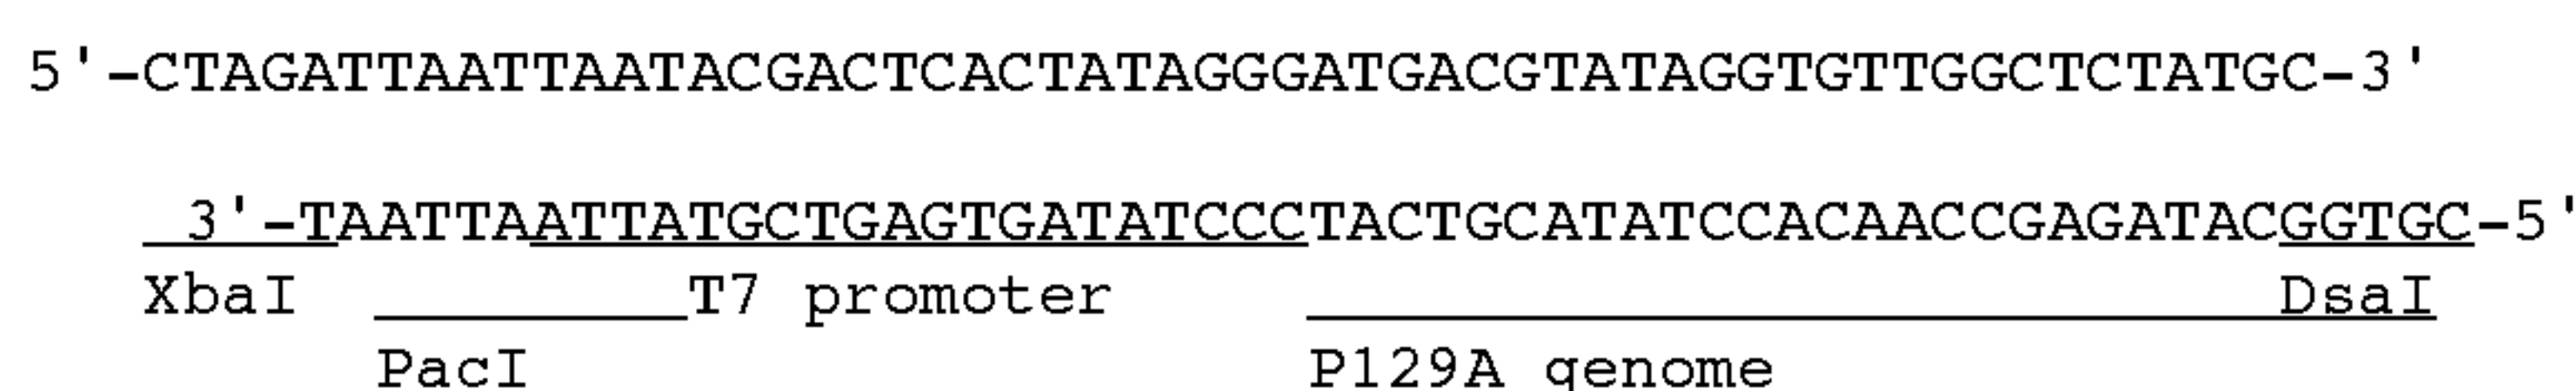 5'-CTAGATTAATTAATACGACTCACTATAGGGATGACGTATAGGTGTTGGCTCTATGC-3'
3'-TAATTAATTATGCTGAGTGATATCCCTACTGCATATCCACAACCGAGATACGGTGC-5'
XbaI T7 promoter DsaI
PacI P129A genome